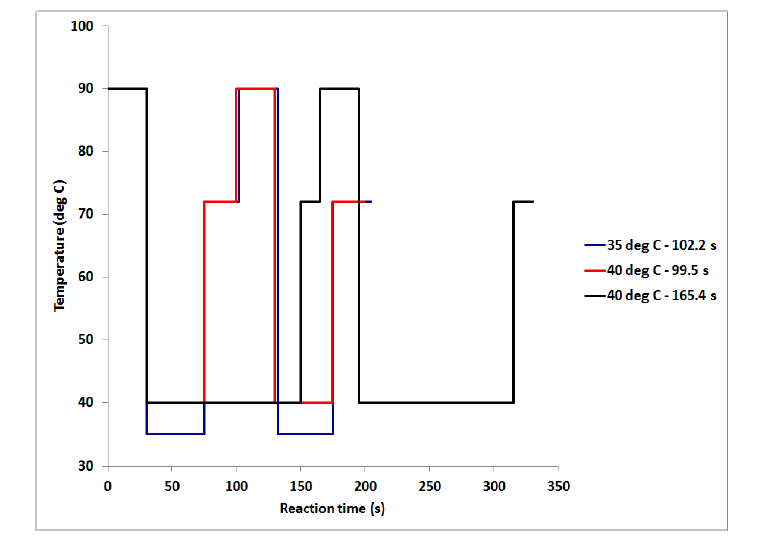 100
90
80
70
60
50
40
30
Temperature (deg C)
0 50 100 150 200 250 300 350
Reaction time (s)
35 deg C - 102.2 s
40 deg C - 99.5 s
40 deg C - 165.4 s